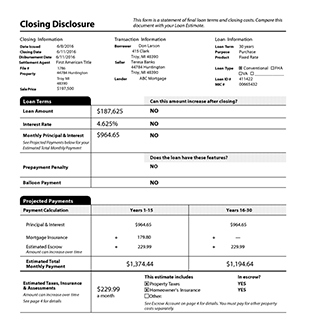 Closing Disclosure
This form is a statement of final loan terms and closing costs. Compare this
document with your Loan Estimate.
Closing Information
Date Issued 6/6/2016
Closing Date 6/11/2016
Disbursement Date 6/11/2016
Settlement Agent First American Title
File # 1786
Property 44784 Huntington
Troy, MI
48390
Sale Price $187,500
Transaction Information
Borrower Don Larson
415 Clark
Troy, MI 48390
Seller Teresa Banks
44784 Huntington
Troy, MI 48390
Lender ABC Mortgage
Loan Information
Loan Term 30 years
Purpose Purchase
Product Fixed Rate
Loan Type Conventional FHA
VA
Loan ID # 411422
MIC # 00665432
Loan Terms Can this amount increase after closing?
Loan Amount $187,625 NO
Interest Rate 4.625% NO
Monthly Principal & Interest $964.65 NO
See Projected Payments below for your
Estimated Total Monthly Payment
Does the loan have these features?
Prepayment Penalty NO
Balloon Payment NO
Projected Payments
Payment Calculation Years 1-15 Years 16-30
Principal & Interest $964.65 $964.65
Mortgage Insurance + 179.80 + —
Estimated Escrow + 229.99 + 229.99
Amount can increase over time
Estimated Total
Monthly Payment $1,374.44 $1,194.64
Estimated Taxes, Insurance
& Assessments
Amount can increase over time
See page 4 for details
$229.99
a month
This estimate includes In escrow?
Property Taxes YES
Homeowner's Insurance YES
Other:
See Escrow Account on page 4 for details. You must pay for other property
costs separately.